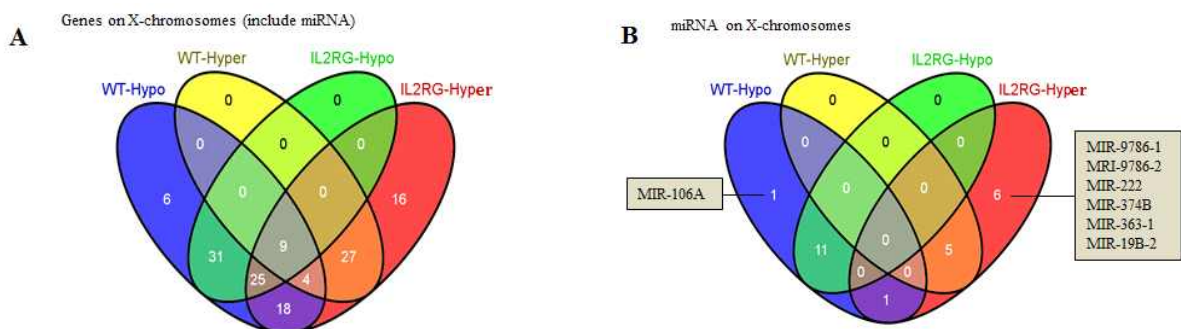 Genes on X-chromosomes (include miRNA)
A
WT-Hyper
IL2RG-Hypo
WT-Hypo
IL2RG-Hyper
0
0
0
0
0
6
0
0
16
9
31
27
25
4
18
miRNA on X-chromosomes
B
WT-Hyper
IL2RG-Hypo
WT-Hypo
IL2RG-Hyper
0
0
0
0
0
MIR-106A
1
0
0
6
MIR-9786-1
MRI-9786-2
MIR-222
MIR-374B
MIR-363-1
MIR-19B-2
0
11
5
0
0
1